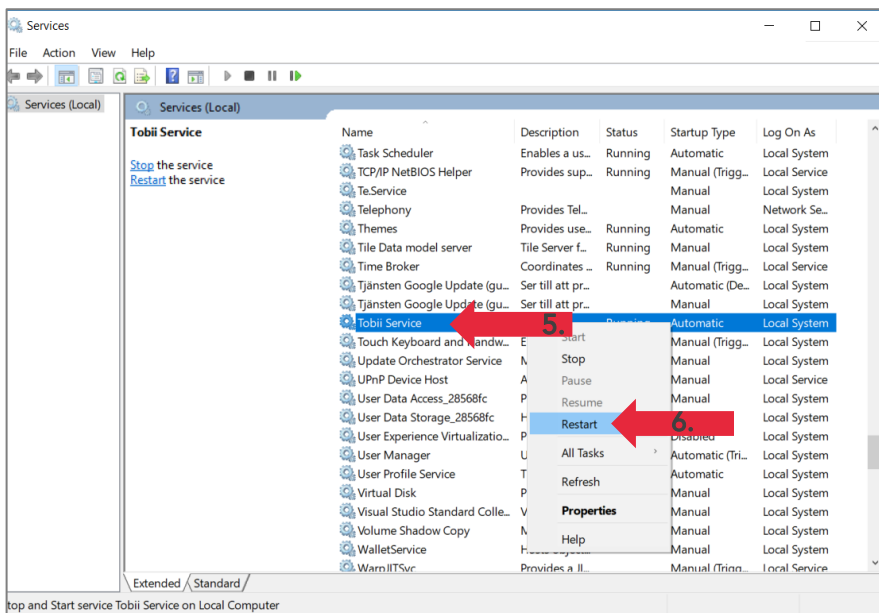 Services
File Action View Help
Services (Local)
Services (Local)
Tobii Service
Stop the service
Restart the service
Name Description Status Startup Type Log On As
Task Scheduler Enables a us... Running Automatic Local System
TCP/IP NetBIOS Helper Provides sup... Running Manual (Trigg... Local Service
Te.Service Manual Local System
Telephony Provides Tel... Manual Network Se...
Themes Provides use... Running Automatic Local System
Tile Data model server Tile Server f... Running Manual Local System
Time Broker Coordinates ... Running Manual (Trigg... Local Service
Tjänsten Google Update (gu... Ser till att pr... Automatic (De... Local System
Tjänsten Google Update (gu... Ser till att pr... Manual Local System
Tobii Service 5. Running Automatic Local System
Touch Keyboard and Handw... E Manual (Trigg... Local System
Update Orchestrator Service Manual Local System
UPnP Device Host A Manual Local Service
User Data Access_28568fc P Manual Local System
User Data Storage_28568fc H Manual Local System
User Experience Virtualizatio... P Disabled Local System
User Manager U Automatic (Tri... Local System
User Profile Service T Automatic Local System
Virtual Disk P Manual Local System
Visual Studio Standard Colle... V Manual Local System
Volume Shadow Copy Manual Local System
WalletService Hosts object... Manual Local System
WarpJITSvc Provides a JI... Manual (Trigg... Local Service
Start
Stop
Pause
Resume
Restart 6.
All Tasks
Refresh
Properties
Help
Extended Standard
top and Start service Tobii Service on Local Computer